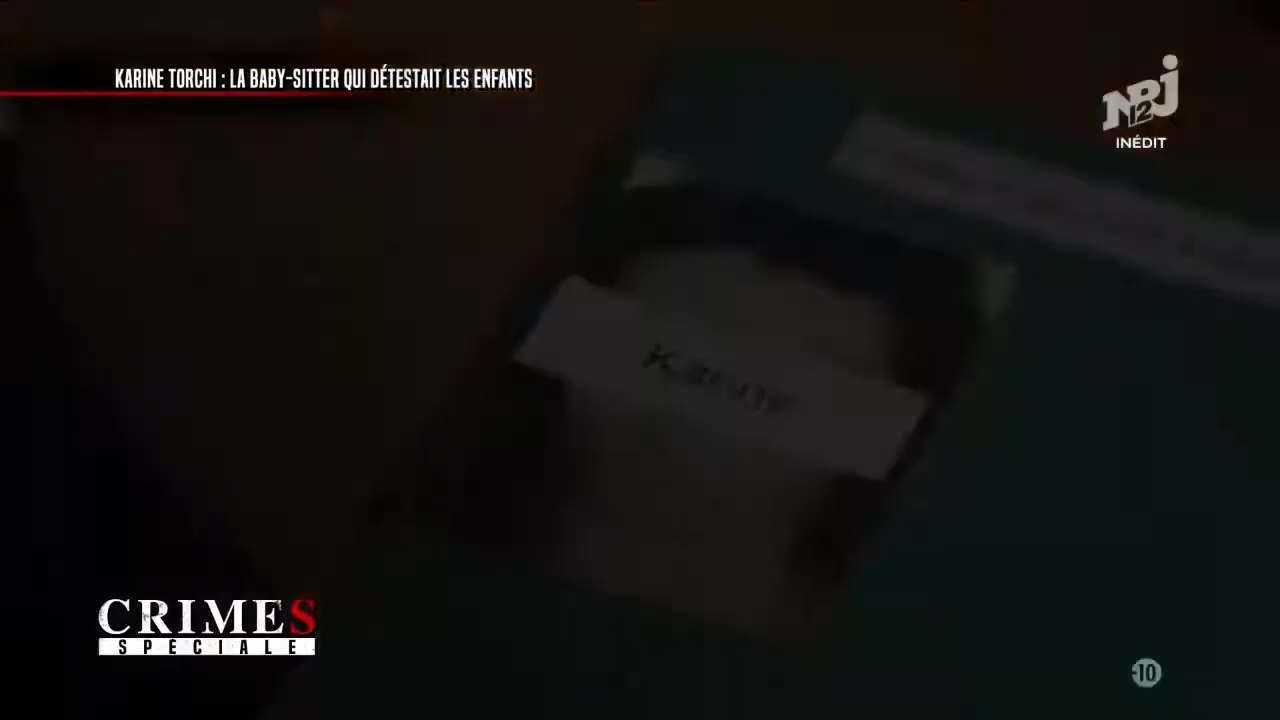 KARINE TORCHI : LA BABY-SITTER QUI DÉTESTAIT LES ENFANTS
NRJ
12
INÉDIT
CRIMES
SPÉCIALE
-10